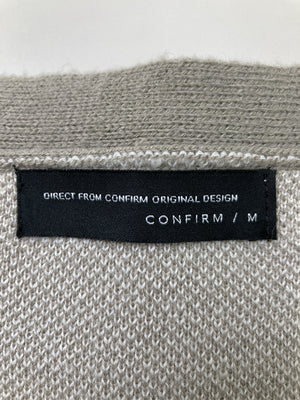 DIRECT FROM CONFIRM ORIGINAL DESIGN
CONFIRM / M